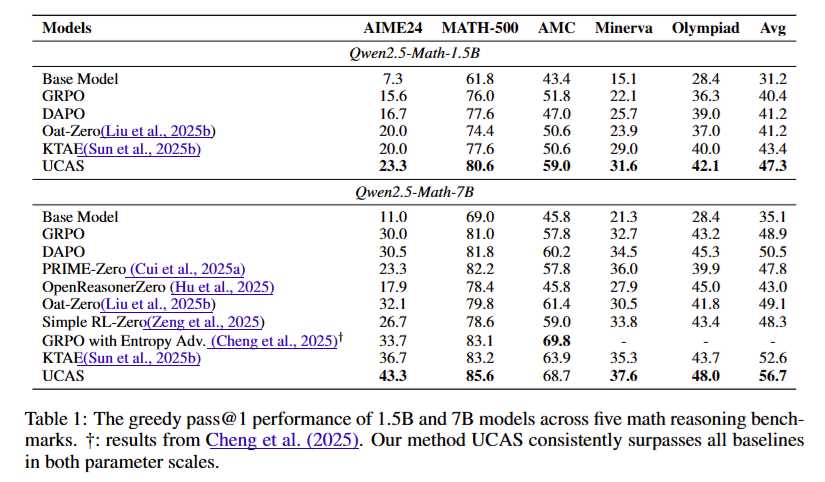 Models AIME24 MATH-500 AMC Minerva Olympiad Avg
Qwen2.5-Math-1.5B
Base Model 7.3 61.8 43.4 15.1 28.4 31.2
GRPO 15.6 76.0 51.8 22.1 36.3 40.4
DAPO 16.7 77.6 47.0 25.7 39.0 41.2
Oat-Zero(Liu et al., 2025b) 20.0 74.4 50.6 23.9 37.0 41.2
KTAE(Sun et al., 2025b) 20.0 77.6 50.6 29.0 40.0 43.4
UCAS 23.3 80.6 59.0 31.6 42.1 47.3
Qwen2.5-Math-7B
Base Model 11.0 69.0 45.8 21.3 28.4 35.1
GRPO 30.0 81.0 57.8 32.7 43.2 48.9
DAPO 30.5 81.8 60.2 34.5 45.3 50.5
PRIME-Zero (Cui et al., 2025a) 23.3 82.2 57.8 36.0 39.9 47.8
OpenReasonerZero (Hu et al., 2025) 17.9 78.4 45.8 27.9 45.0 43.0
Oat-Zero(Liu et al., 2025b) 32.1 79.8 61.4 30.5 41.8 49.1
Simple RL-Zero(Zeng et al., 2025) 26.7 78.6 59.0 33.8 43.4 48.3
GRPO with Entropy Adv. (Cheng et al., 2025)† 33.7 83.1 69.8 - - -
KTAE(Sun et al., 2025b) 36.7 83.2 63.9 35.3 43.7 52.6
UCAS 43.3 85.6 68.7 37.6 48.0 56.7
Table 1: The greedy pass@1 performance of 1.5B and 7B models across five math reasoning bench-
marks. †: results from Cheng et al. (2025). Our method UCAS consistently surpasses all baselines
in both parameter scales.